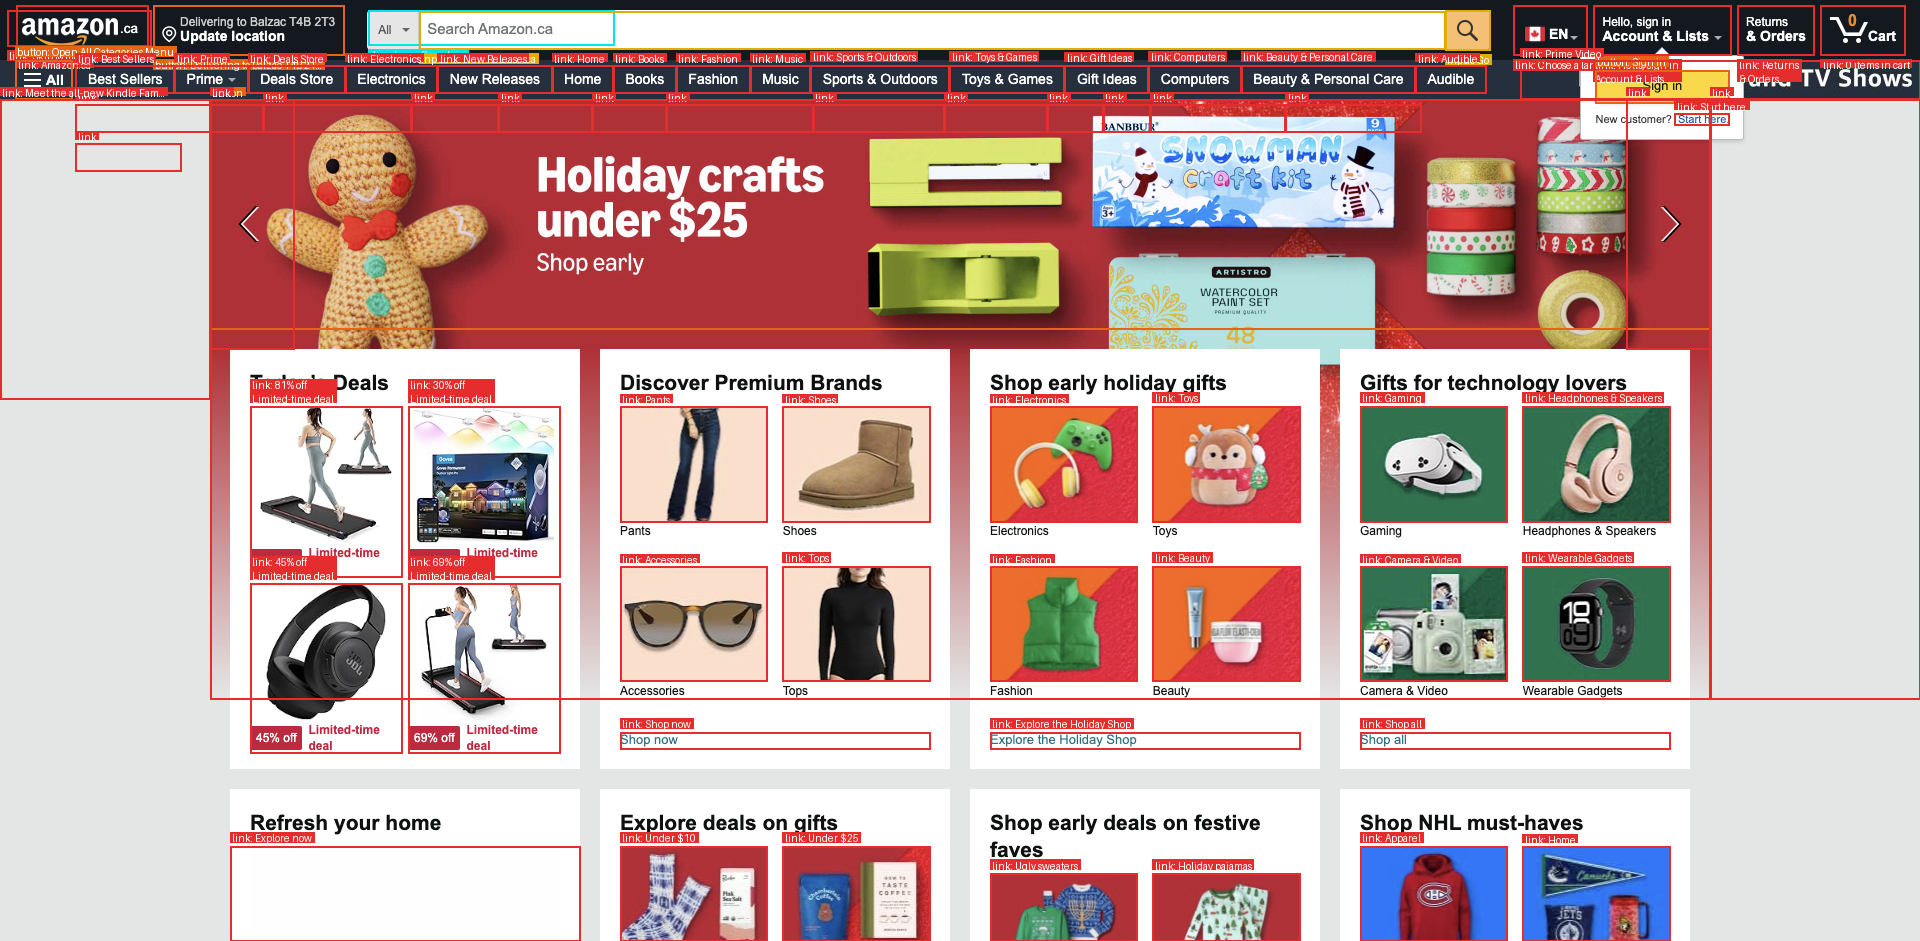 amazon.ca
Delivering to Balzac T4B 2T3
Update location
All
Search Amazon.ca
EN
Hello, sign in
Account & Lists
Returns
& Orders
0
Cart
button: Open All Categories Menu
link: Best Sellers
link: Prime
link: Deals Store
link: Electronics
link: New Releases
link: Home
link: Books
link: Fashion
link: Music
link: Sports & Outdoors
link: Toys & Games
link: Gift Ideas
link: Computers
link: Beauty & Personal Care
link: Audible
link: Prime Video
link: Returns
& Orders
link: 0 items in cart
All
Best Sellers
Prime
Deals Store
Electronics
New Releases
Home
Books
Fashion
Music
Sports & Outdoors
Toys & Games
Gift Ideas
Computers
Beauty & Personal Care
Audible
TV Shows
link: Meet the all-new Kindle Fam...
Sign in
link: Start here
New customer? Start here.
link
Holiday crafts
under $25
Shop early
BANBBUR
SNOWMAN
craft kit
9
3+
ARTISTRO
WATERCOLOR
PAINT SET
PREMIUM QUALITY
48
Today's Deals
link: 81% off
Limited-time deal
link: 30% off
Limited-time deal
Limited-time
Limited-time
link: 45% off
Limited-time deal
link: 69% off
Limited-time deal
JBL
45% off
Limited-time
deal
69% off
Limited-time
deal
Discover Premium Brands
link: Pants
link: Shoes
Pants
Shoes
link: Accessories
link: Tops
Accessories
Tops
link: Shop now
Shop now
Shop early holiday gifts
link: Electronics
link: Toys
Electronics
Toys
link: Fashion
link: Beauty
Fashion
Beauty
link: Explore the Holiday Shop
Explore the Holiday Shop
Gifts for technology lovers
link: Gaming
link: Headphones & Speakers
Gaming
Headphones & Speakers
link: Camera & Video
link: Wearable Gadgets
Camera & Video
Wearable Gadgets
link: Shop all
Shop all
Refresh your home
link: Explore now
Explore deals on gifts
link: Under $10
link: Under $25
Pink
Sea Salt
HOW TO
TASTE
COFFEE
Shop early deals on festive
faves
link: Ugly sweaters
link: Holiday pajamas
Shop NHL must-haves
link: Apparel
link: Home
Canucks
JETS